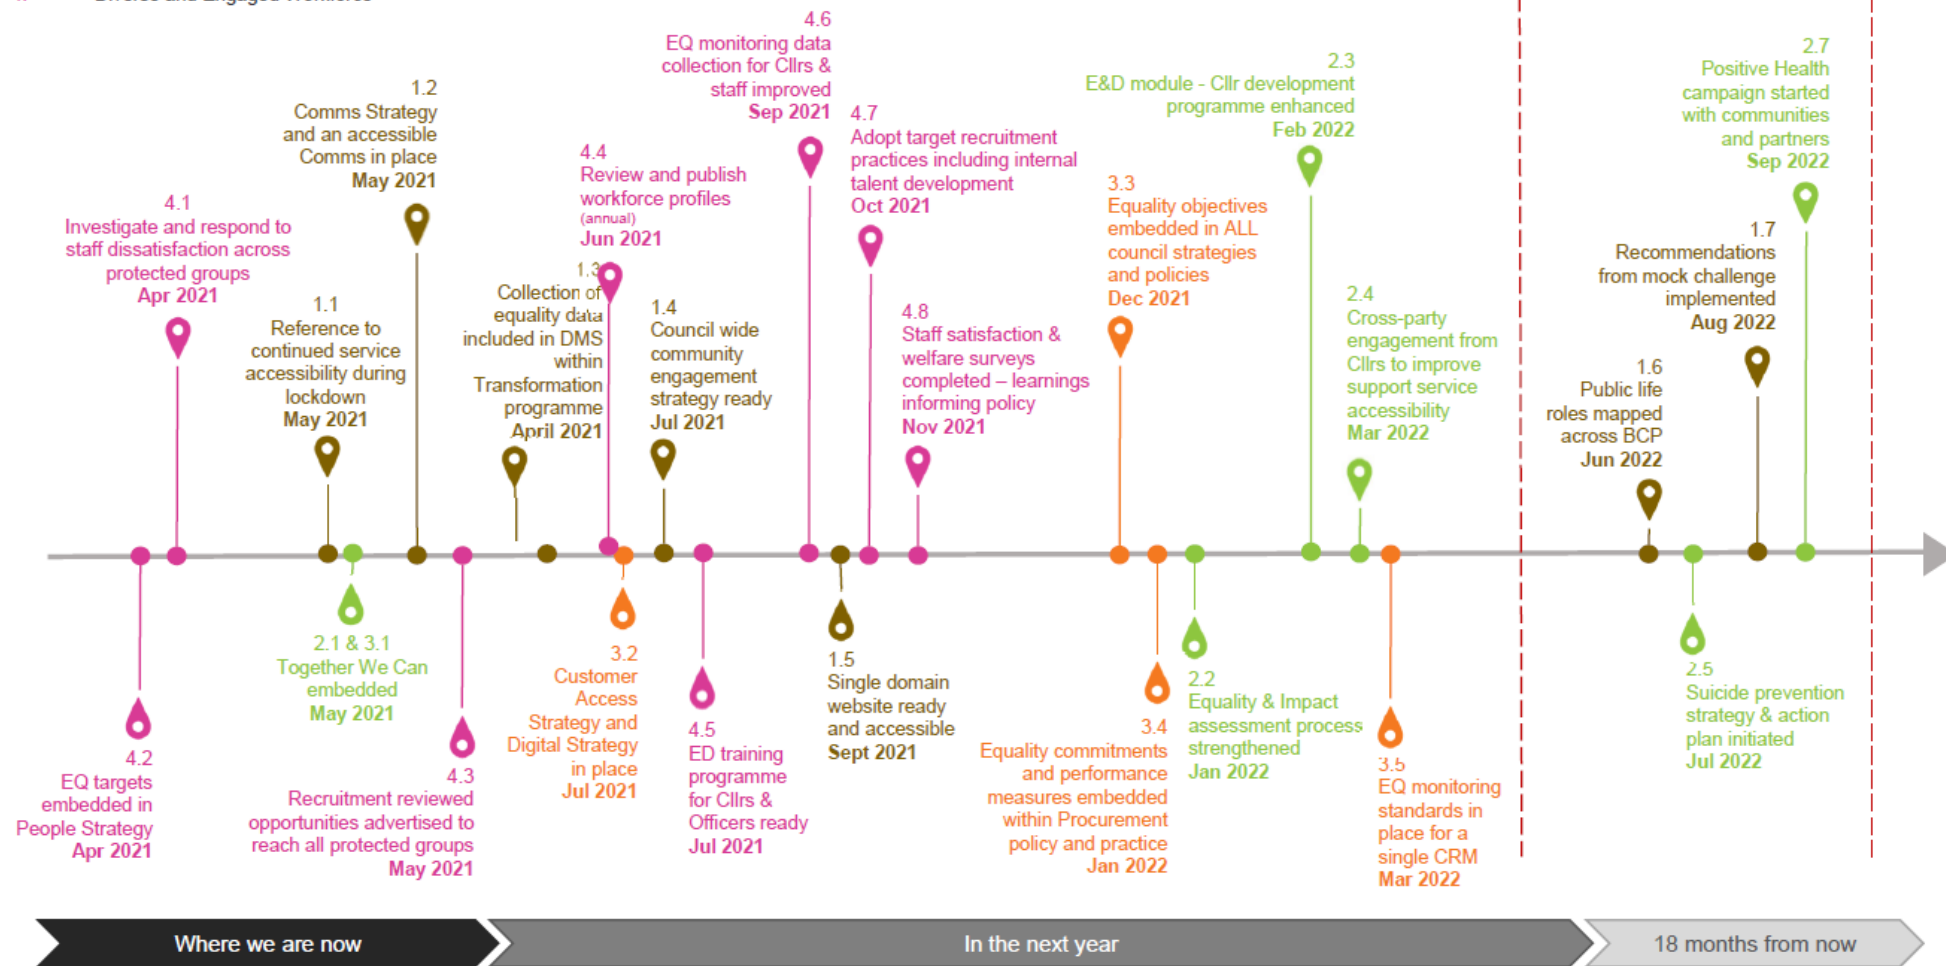 4.6
EQ monitoring data
collection for Cllrs &
staff improved
Sep 2021
2.3
E&D module - Cllr development
programme enhanced
Feb 2022
2.7
Positive Health
campaign started
with communities
and partners
Sep 2022
1.2
Comms Strategy
and an accessible
Comms in place
May 2021
4.7
Adopt target recruitment
practices including internal
talent development
Oct 2021
4.4
Review and publish
workforce profiles
(annual)
Jun 2021
3.3
Equality objectives
embedded in ALL
council strategies
and policies
Dec 2021
4.1
Investigate and respond to
staff dissatisfaction across
protected groups
Apr 2021
1.7
Recommendations
from mock challenge
implemented
Aug 2022
1.1
Reference to
continued service
accessibility during
lockdown
May 2021
1.3
Collection of
equality data
included in DMS
within
Transformation
programme
April 2021
1.4
Council wide
community
engagement
strategy ready
Jul 2021
4.8
Staff satisfaction &
welfare surveys
completed – learnings
informing policy
Nov 2021
2.4
Cross-party
engagement from
Cllrs to improve
support service
accessibility
Mar 2022
1.6
Public life
roles mapped
across BCP
Jun 2022
2.1 & 3.1
Together We Can
embedded
May 2021
3.2
Customer
Access
Strategy and
Digital Strategy
in place
Jul 2021
1.5
Single domain
website ready
and accessible
Sept 2021
2.2
Equality & Impact
assessment process
strengthened
Jan 2022
2.5
Suicide prevention
strategy & action
plan initiated
Jul 2022
4.2
EQ targets
embedded in
People Strategy
Apr 2021
4.3
Recruitment reviewed
opportunities advertised to
reach all protected groups
May 2021
4.5
ED training
programme
for Cllrs &
Officers ready
Jul 2021
3.4
Equality commitments
and performance
measures embedded
within Procurement
policy and practice
Jan 2022
3.5
EQ monitoring
standards in
place for a
single CRM
Mar 2022
Where we are now
In the next year
18 months from now